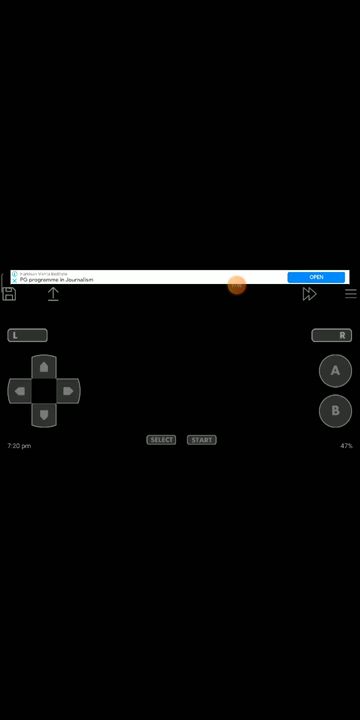 PG programme in Journalism
OPEN
L
R
A
B
SELECT
START
7:20 pm
47%